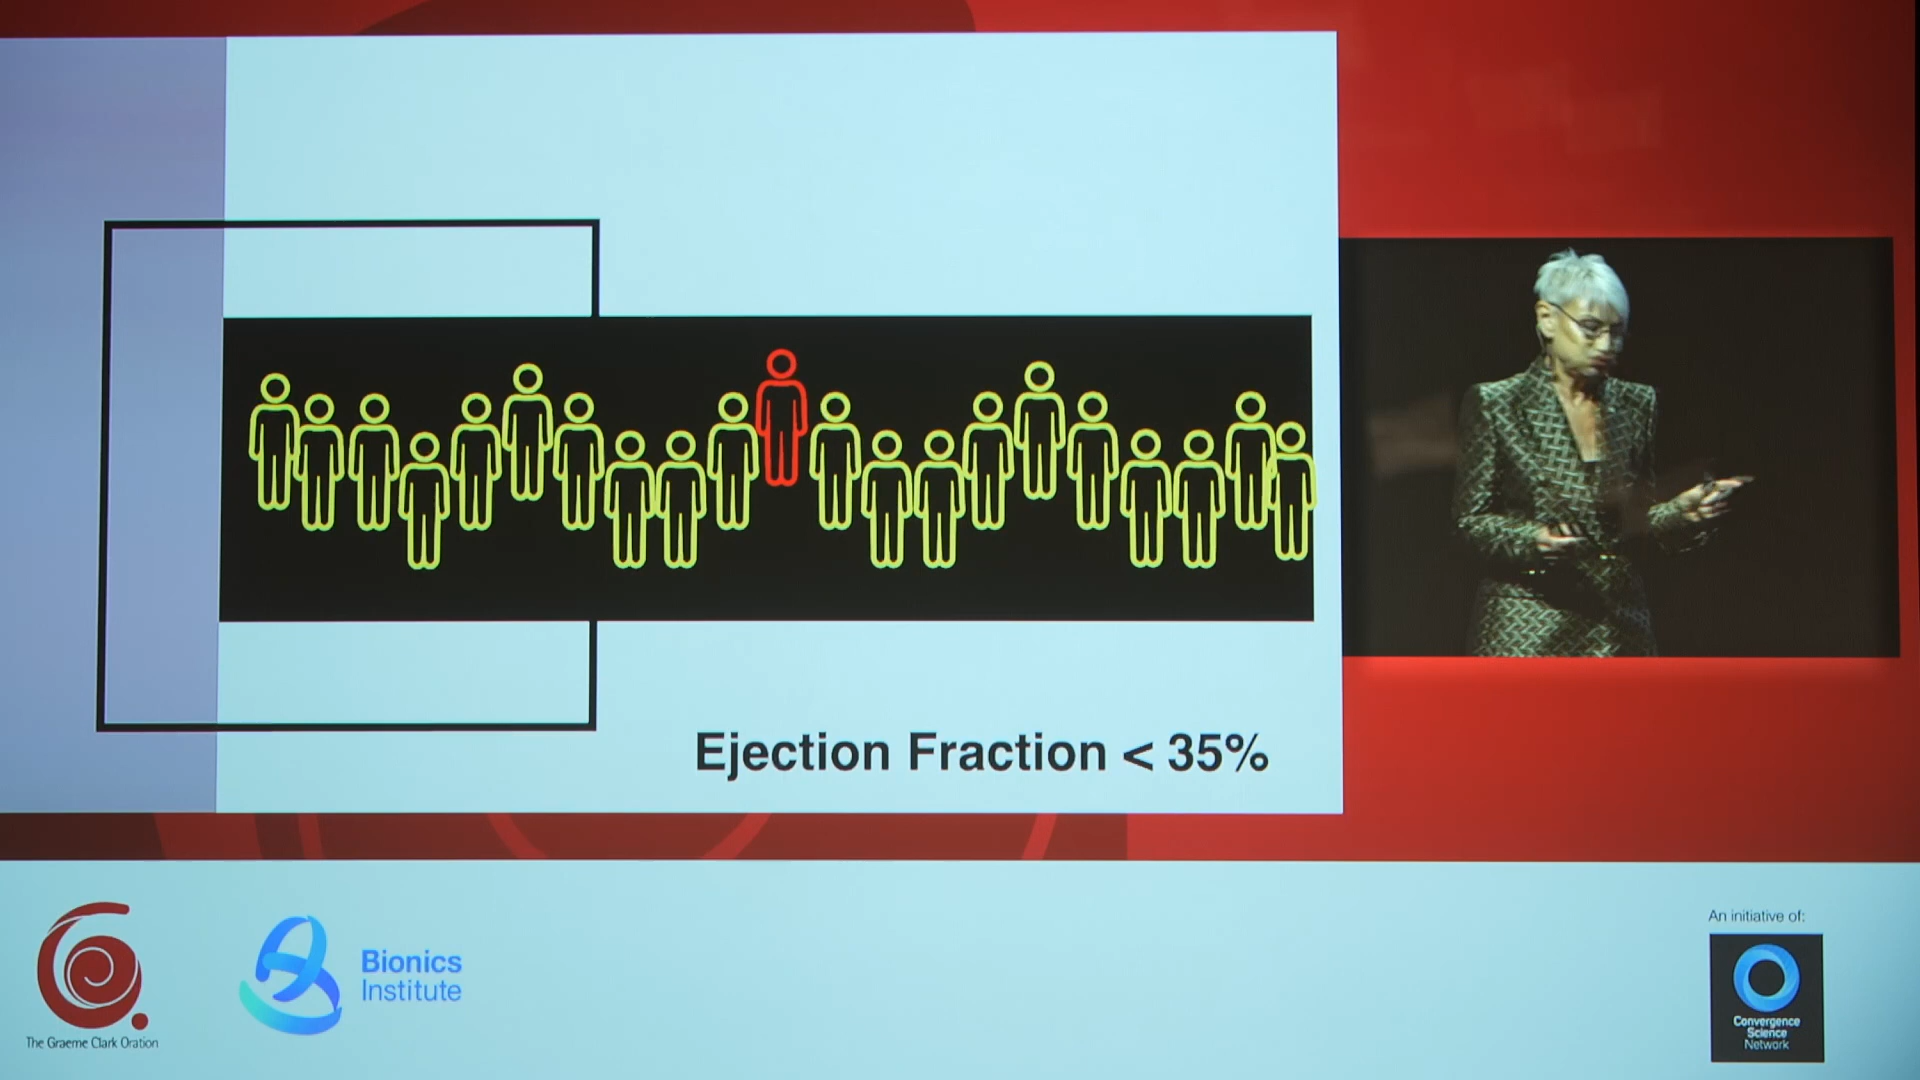 Ejection Fraction < 35%
The Graeme Clark Oration
Bionics
Institute
An initiative of:
Convergence
Science
Network